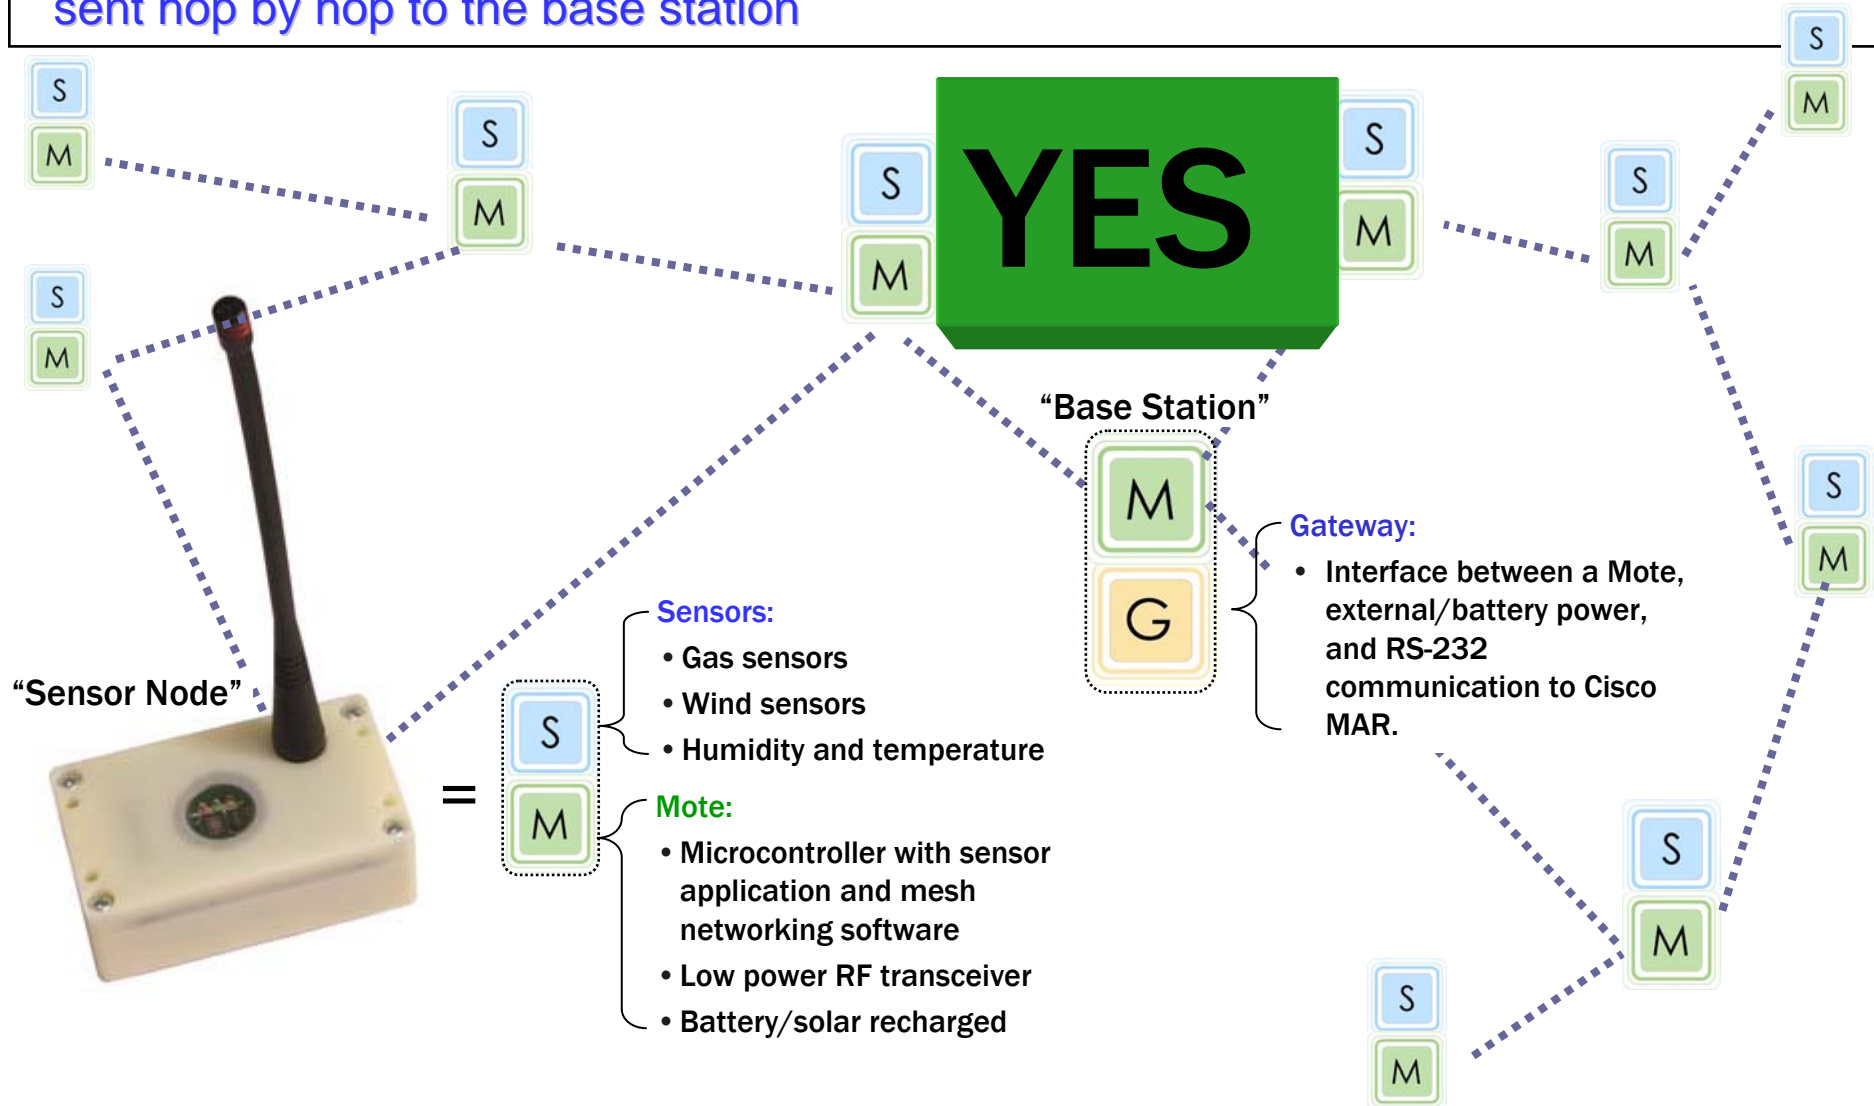 sent hop by hop to the base station
S
M
S
M
S
M
YES
S
M
S
M
S
M
S
M
"Base Station"
M
G
Gateway:
• Interface between a Mote,
external/battery power,
and RS-232
communication to Cisco
MAR.
S
M
"Sensor Node"
=
S
M
Sensors:
• Gas sensors
• Wind sensors
• Humidity and temperature
Mote:
• Microcontroller with sensor
application and mesh
networking software
• Low power RF transceiver
• Battery/solar recharged
S
M
S
M